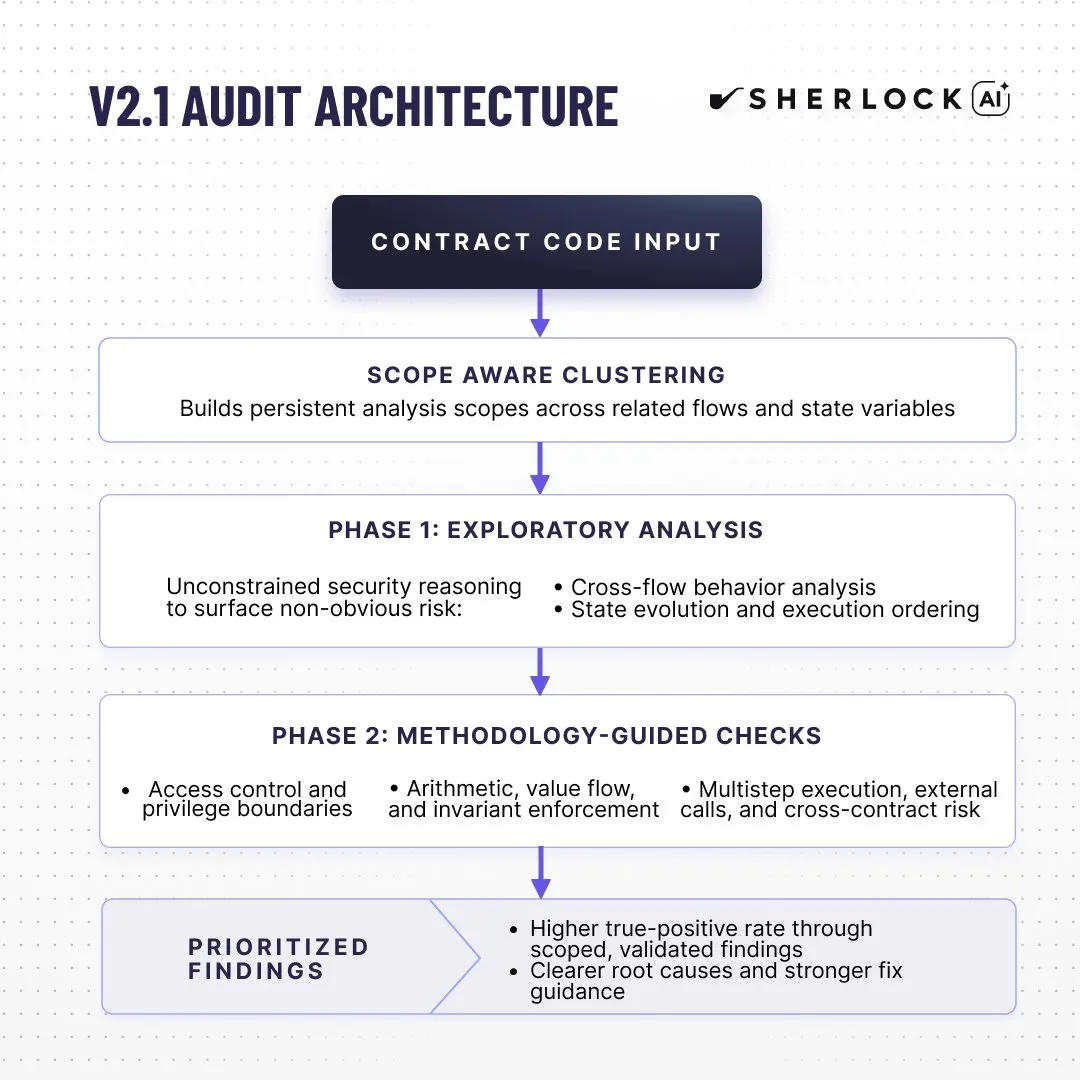 V2.1 AUDIT ARCHITECTURE
SHERLOCK AI
CONTRACT CODE INPUT
SCOPE AWARE CLUSTERING
Builds persistent analysis scopes across related flows and state variables
PHASE 1: EXPLORATORY ANALYSIS
Unconstrained security reasoning
to surface non-obvious risk:
• Cross-flow behavior analysis
• State evolution and execution ordering
PHASE 2: METHODOLOGY-GUIDED CHECKS
• Access control and
privilege boundaries
• Arithmetic, value flow,
and invariant enforcement
• Multistep execution, external
calls, and cross-contract risk
PRIORITIZED
FINDINGS
• Higher true-positive rate through
scoped, validated findings
• Clearer root causes and stronger fix
guidance